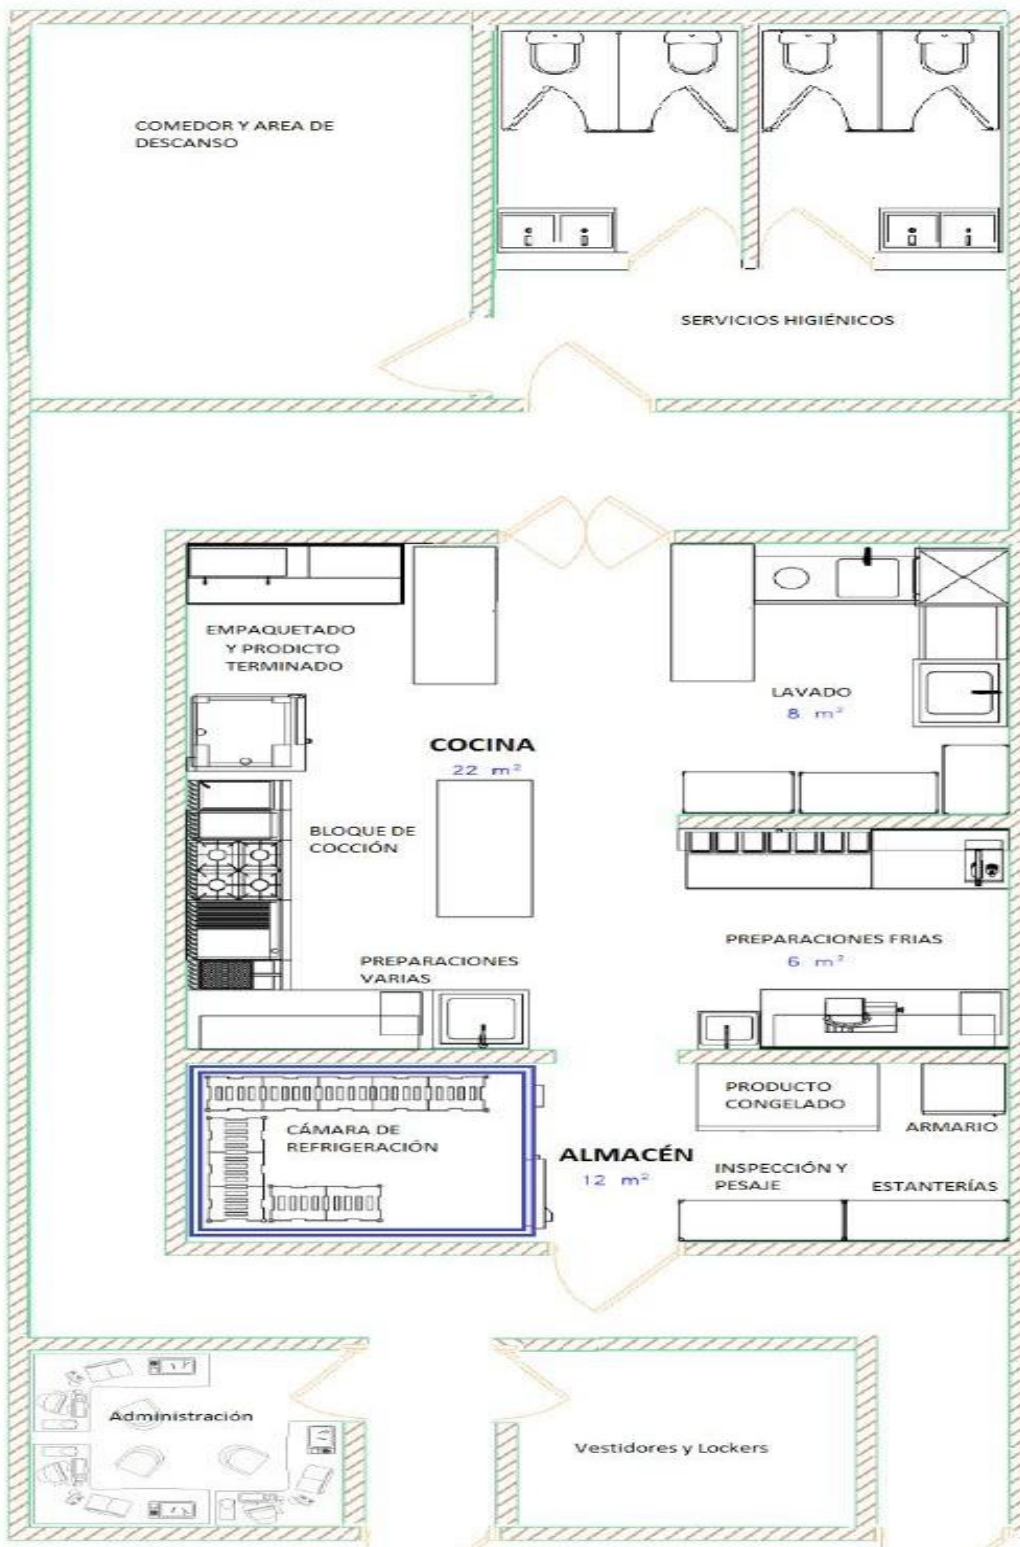 COMEDOR Y AREA DE
DESCANSO
SERVICIOS HIGIÉNICOS
EMPAQUETADO
Y PRODICTO
TERMINADO
LAVADO
8 m²
COCINA
22 m²
BLOQUE DE
COCCIÓN
PREPARACIONES FRIAS
6 m²
PREPARACIONES
VARIAS
PRODUCTO
CONGELADO
ARMARIO
CÁMARA DE
REFRIGERACIÓN
ALMACÉN
12 m²
INSPECCIÓN Y
PESAJE
ESTANTERÍAS
Administración
Vestidores y Lockers